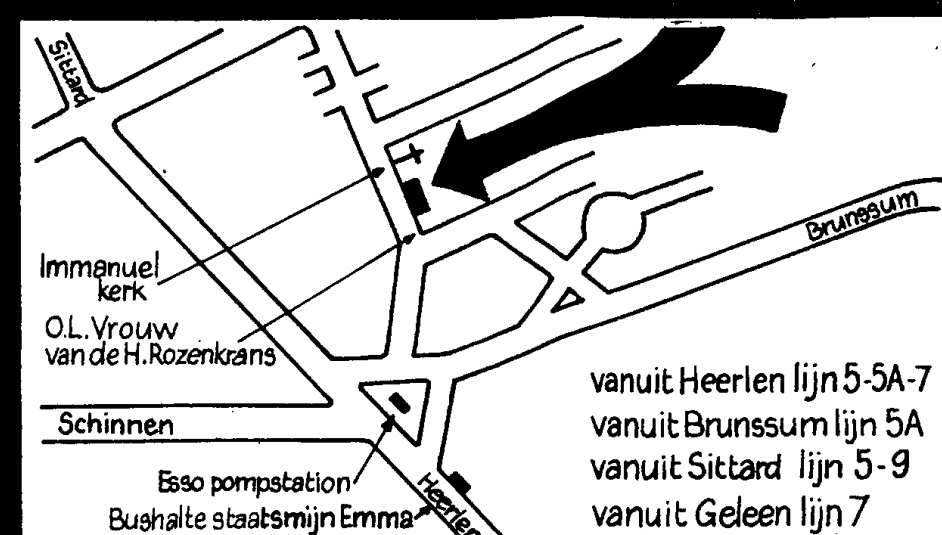 Sittard
Brunssum
Immanuel
kerk
O.L.Vrouw
van de H.Rozenkrans
Schinnen
Esso pompstation
Bushalte staatsmijn Emma
Heerlen
vanuit Heerlen lijn 5-5A-7
vanuit Brunssum lijn 5A
vanuit Sittard lijn 5-9
vanuit Geleen lijn 7